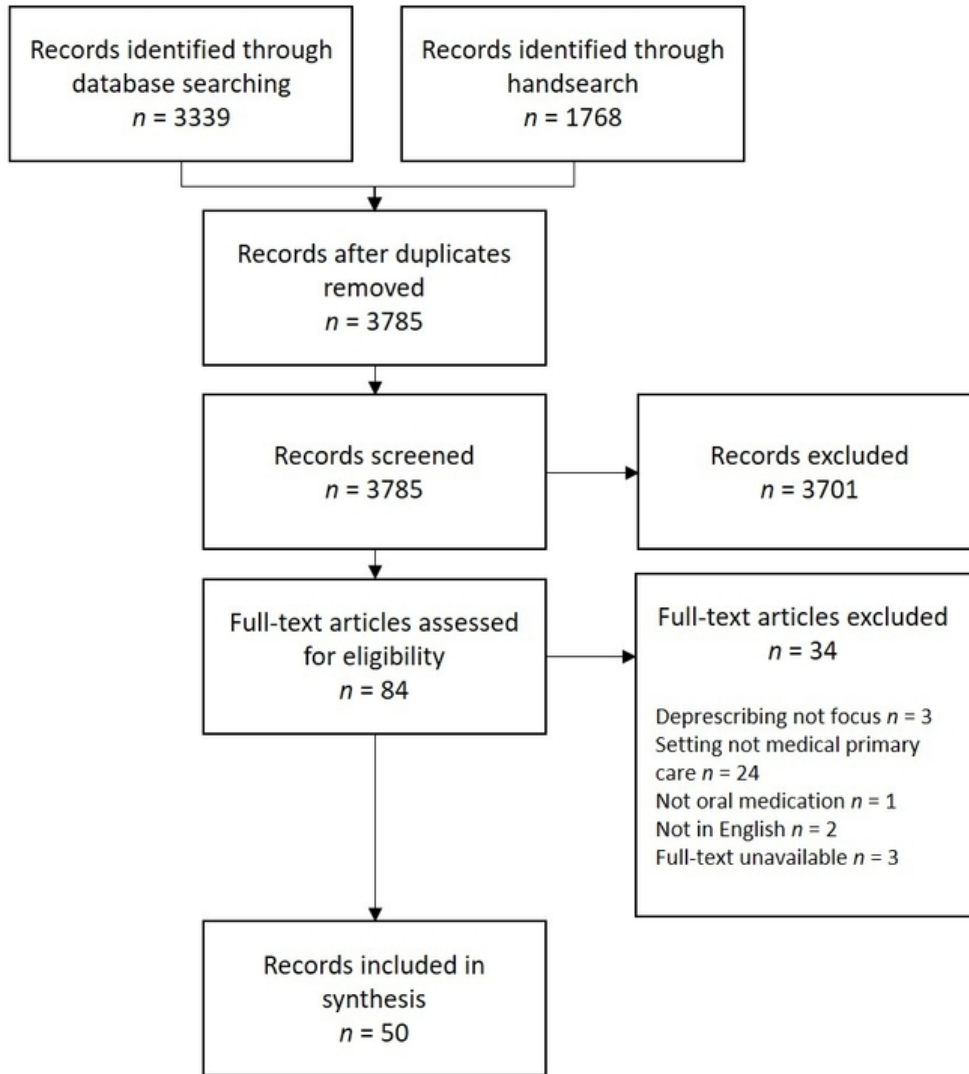 Records identified through
database searching
n = 3339
Records identified through
handsearch
n = 1768
Records after duplicates
removed
n = 3785
Records screened
n = 3785
Records excluded
n = 3701
Full-text articles assessed
for eligibility
n = 84
Full-text articles excluded
n = 34
Deprescribing not focus n = 3
Setting not medical primary
care n = 24
Not oral medication n = 1
Not in English n = 2
Full-text unavailable n = 3
Records included in
synthesis
n = 50